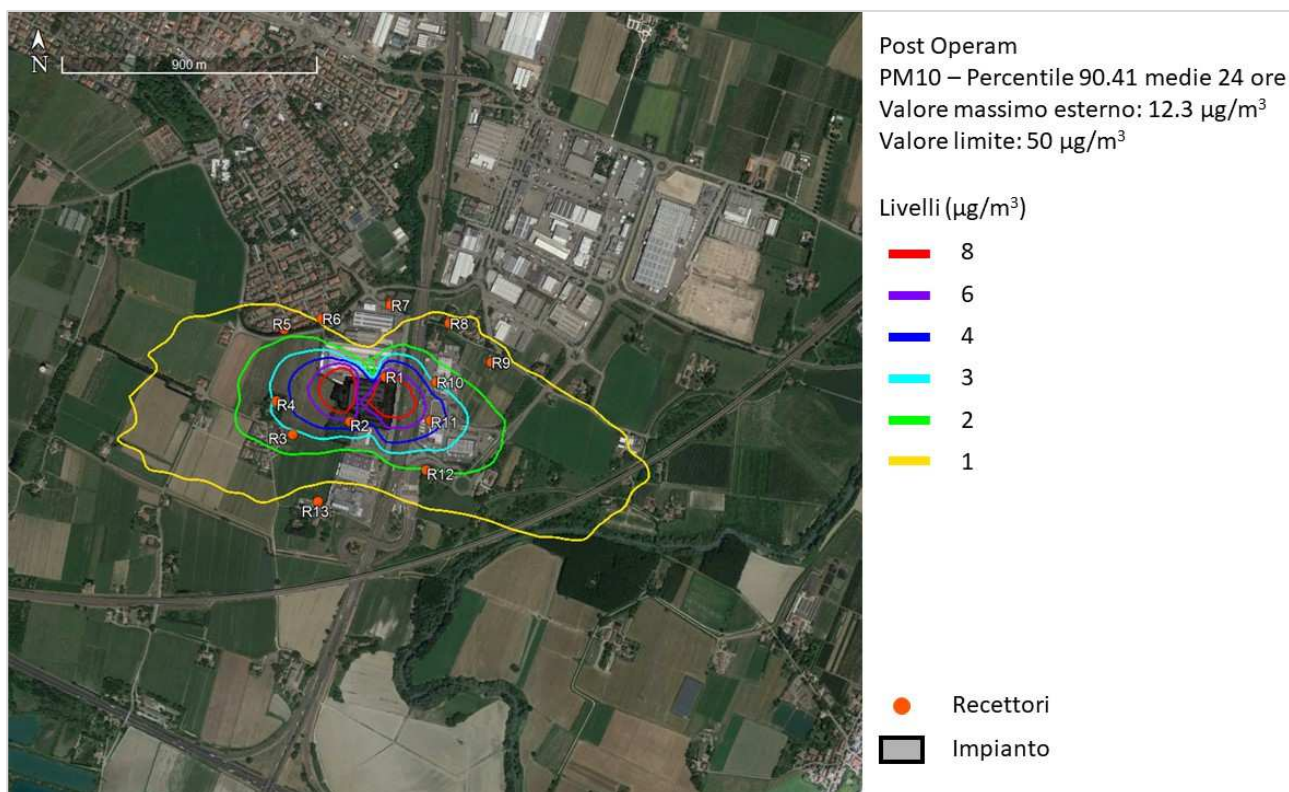 N
900 m
R7
R5
R6
R8
R9
R1
R10
R4
R2
R11
R3
R12
R13
Post Operam
PM10 – Percentile 90.41 medie 24 ore
Valore massimo esterno: 12.3 µg/m³
Valore limite: 50 µg/m³
Livelli (µg/m³)
8
6
4
3
2
1
Recettori
Impianto